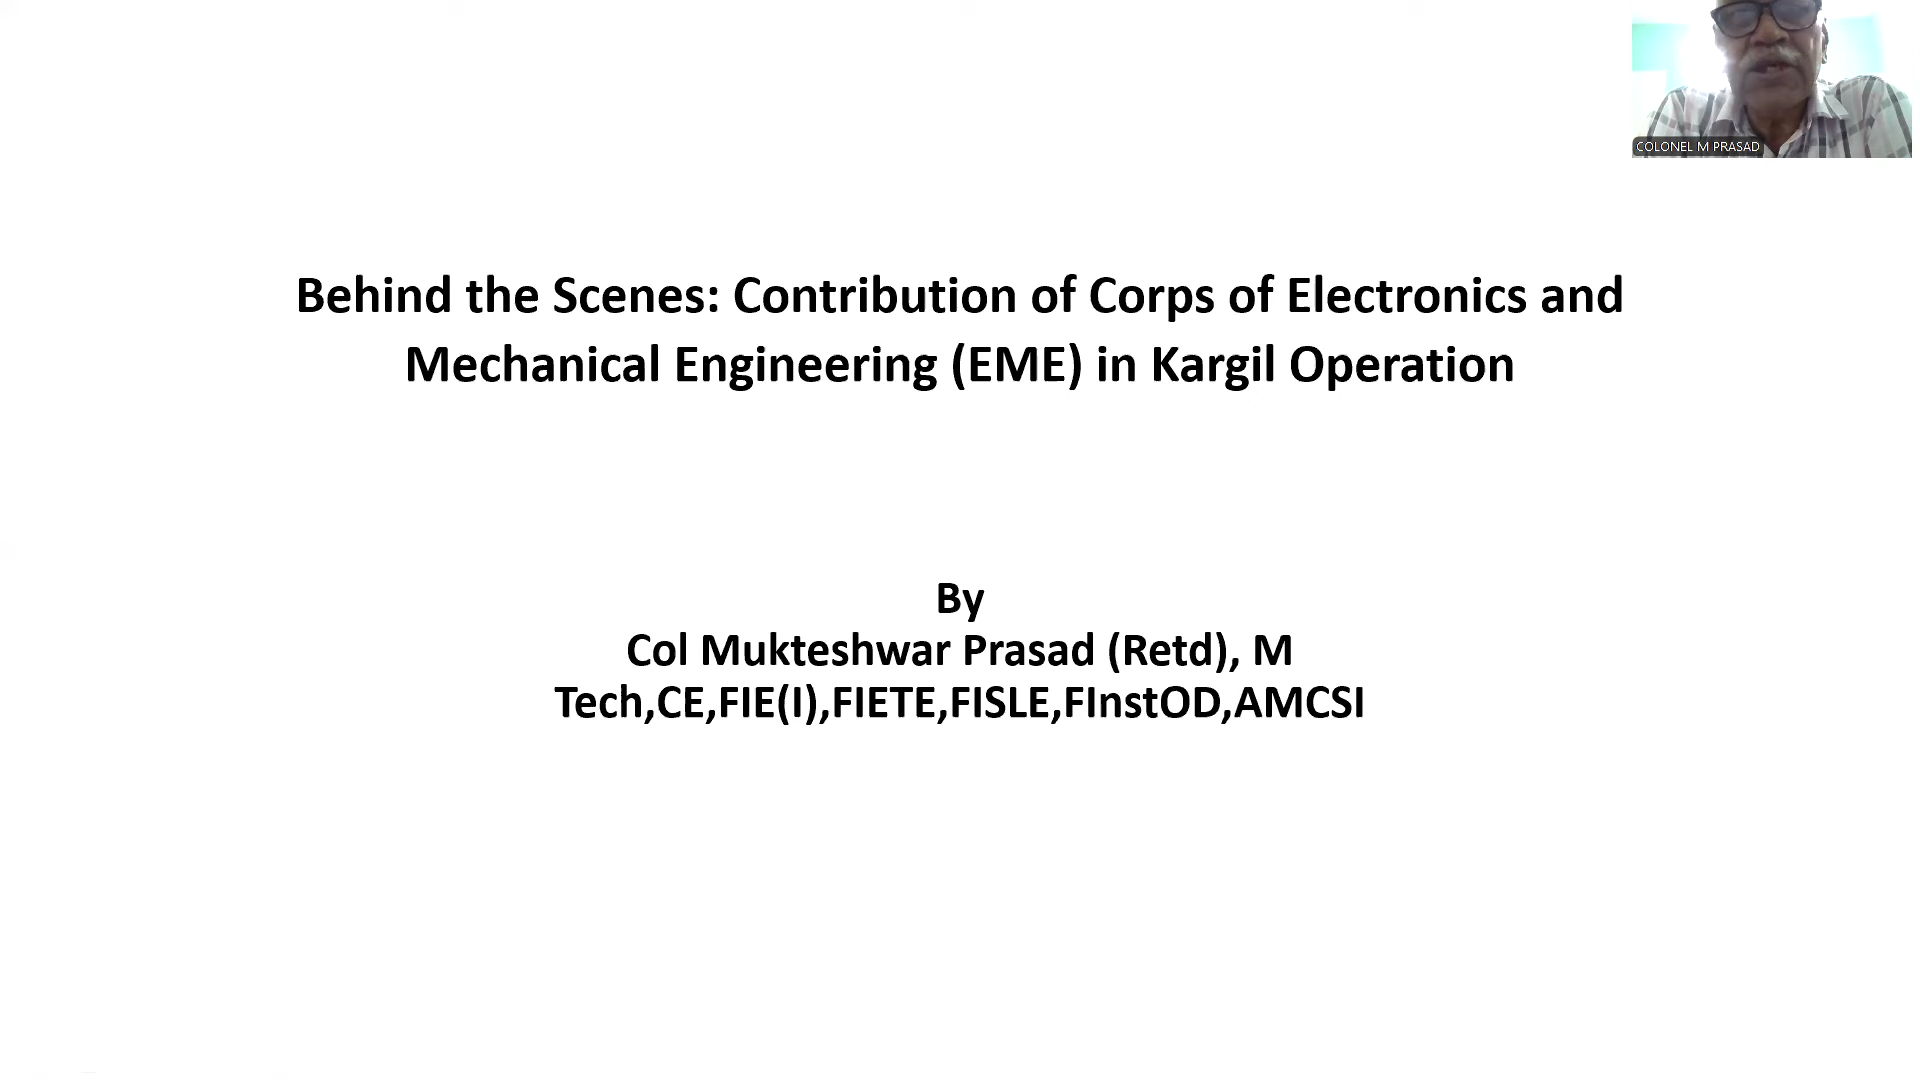 COLONEL M PRASAD
Behind the Scenes: Contribution of Corps of Electronics and
Mechanical Engineering (EME) in Kargil Operation
By
Col Mukteshwar Prasad (Retd), M
Tech,CE,FIE(I),FIETE,FISLE,FInstOD,AMCSI